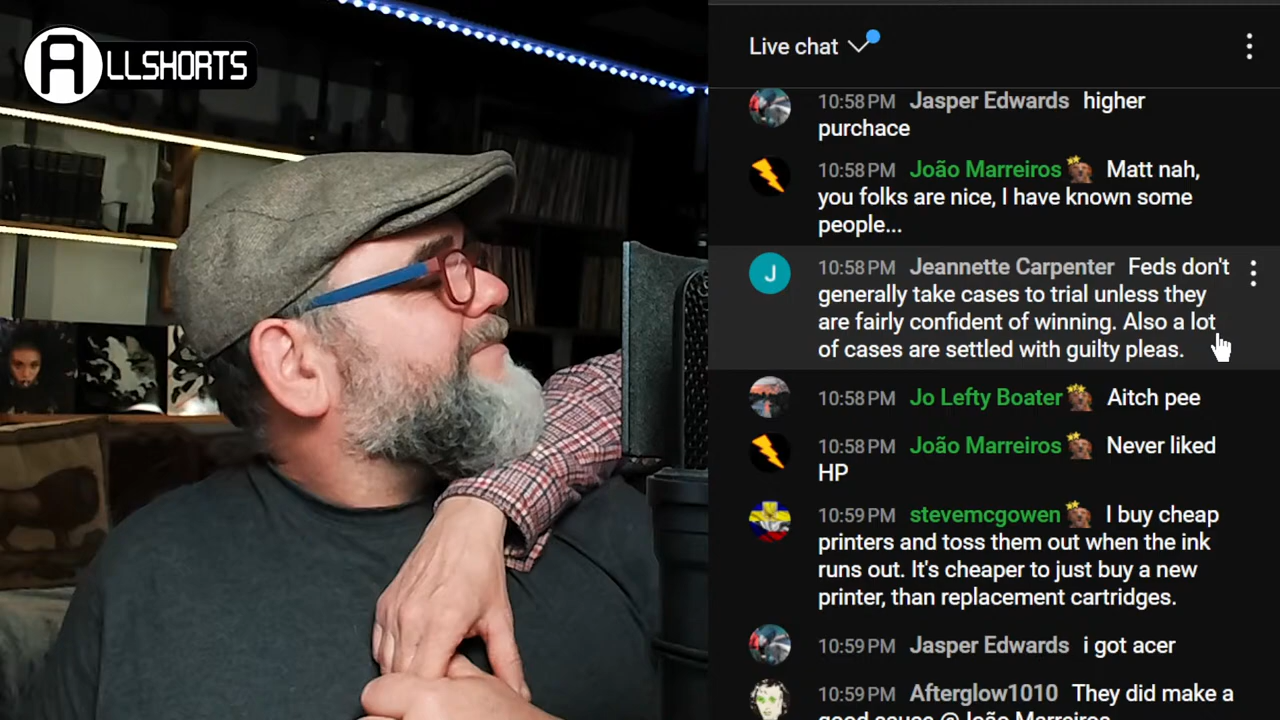 ALLSHORTS
Live chat
10:58 PM Jasper Edwards higher
purchace
10:58 PM João Marreiros Matt nah,
you folks are nice, I have known some
people...
J
10:58 PM Jeannette Carpenter Feds don't
generally take cases to trial unless they
are fairly confident of winning. Also a lot
of cases are settled with guilty pleas.
10:58 PM Jo Lefty Boater Aitch pee
10:58 PM João Marreiros Never liked
HP
10:59 PM stevemcgowen I buy cheap
printers and toss them out when the ink
runs out. It's cheaper to just buy a new
printer, than replacement cartridges.
10:59 PM Jasper Edwards i got acer
10:59 PM Afterglow1010 They did make a
good sauce @João Marreiros